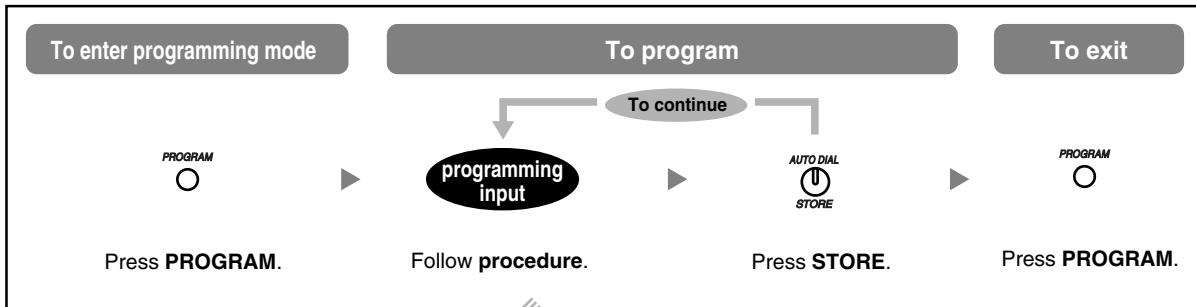 To enter programming mode
To program
To exit
To continue
PROGRAM
programming
input
AUTO DIAL
STORE
PROGRAM
Press PROGRAM.
Follow procedure.
Press STORE.
Press PROGRAM.